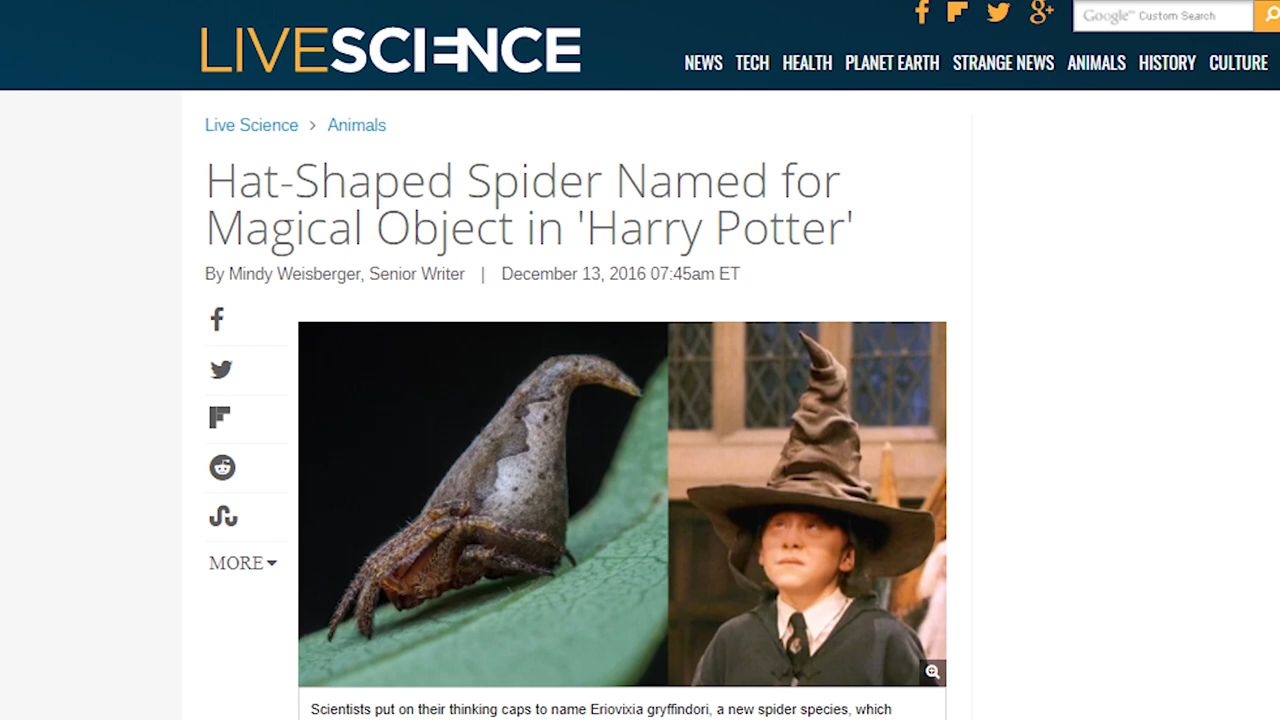 LIVESCIENCE
Google™ Custom Search
NEWS TECH HEALTH PLANET EARTH STRANGE NEWS ANIMALS HISTORY CULTURE
Live Science > Animals
Hat-Shaped Spider Named for
Magical Object in 'Harry Potter'
By Mindy Weisberger, Senior Writer | December 13, 2016 07:45am ET
MORE
Scientists put on their thinking caps to name Eriovixia gryffindori, a new spider species, which